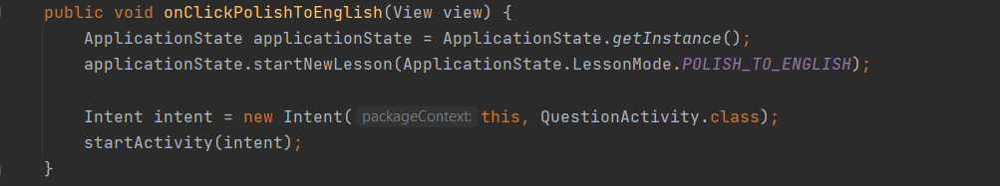 public void onClickPolishToEnglish(View view) {
    ApplicationState applicationState = ApplicationState.getInstance();
    applicationState.startNewLesson(ApplicationState.LessonMode.POLISH_TO_ENGLISH);

    Intent intent = new Intent( packageContext: this, QuestionActivity.class);
    startActivity(intent);
}